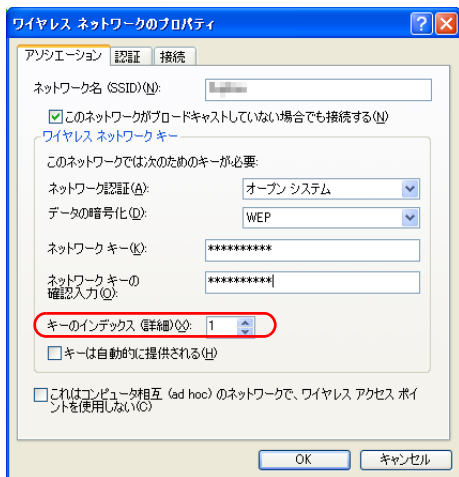 ワイヤレス ネットワークのプロパティ
アソシエーション 認証 接続
ネットワーク名 (SSID)(N):
このネットワークがブロードキャストしていない場合でも接続する(N)
ワイヤレス ネットワーク キー
このネットワークでは次のためのキーが必要:
ネットワーク認証(A): オープン システム
データの暗号化(D): WEP
ネットワーク キー(K): **********
ネットワーク キーの
確認入力(O): **********
キーのインデックス (詳細)(X): 1
キーは自動的に提供される(H)
これはコンピュータ相互 (ad hoc) のネットワークで、ワイヤレス アクセス ポイ
ントを使用しない(C)
OK キャンセル